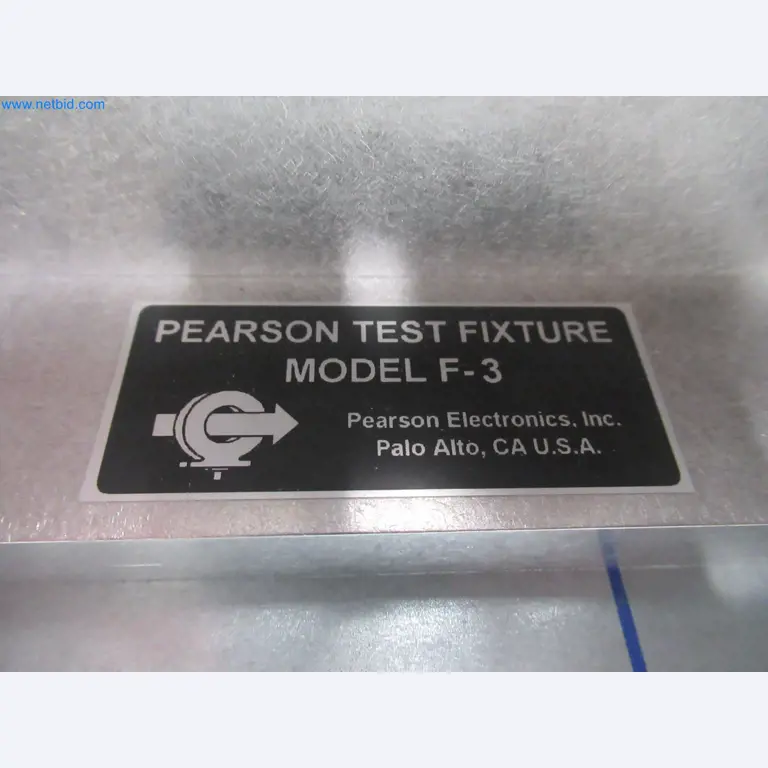 www.netbid.com
PEARSON TEST FIXTURE
MODEL F-3
Pearson Electronics, Inc.
Palo Alto, CA U.S.A.